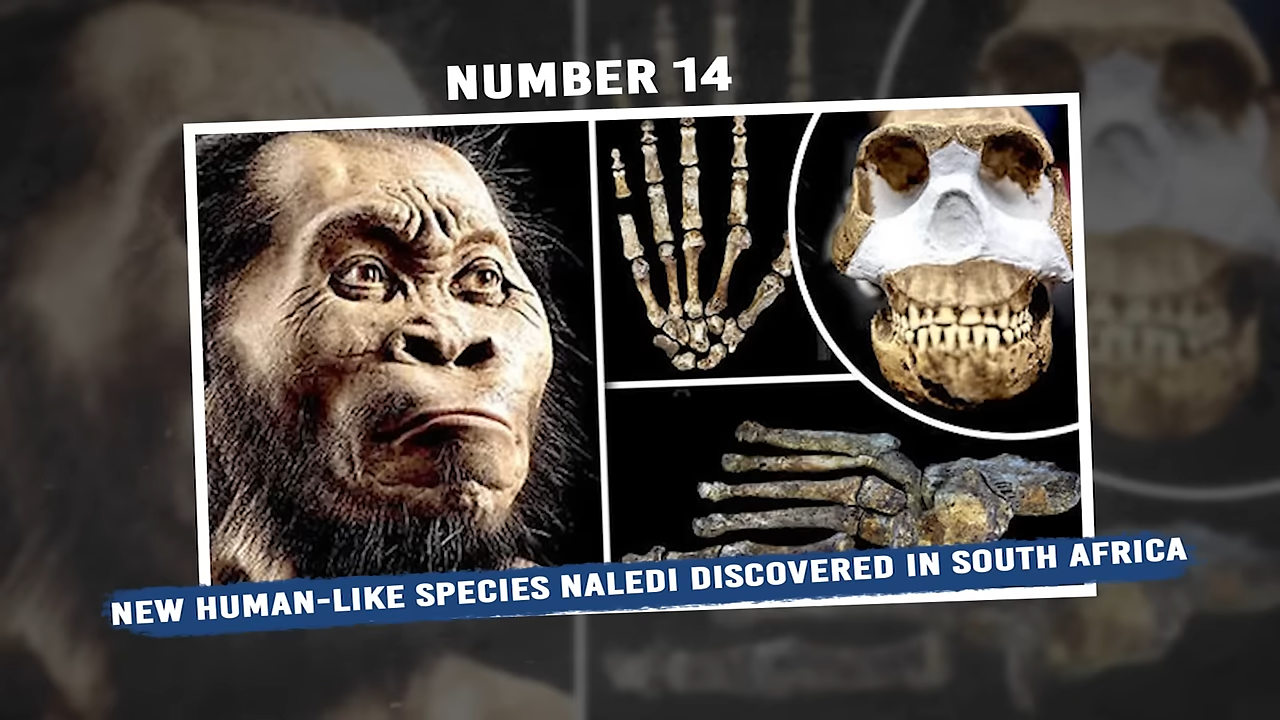 NUMBER 14
NEW HUMAN-LIKE SPECIES NALEDI DISCOVERED IN SOUTH AFRICA